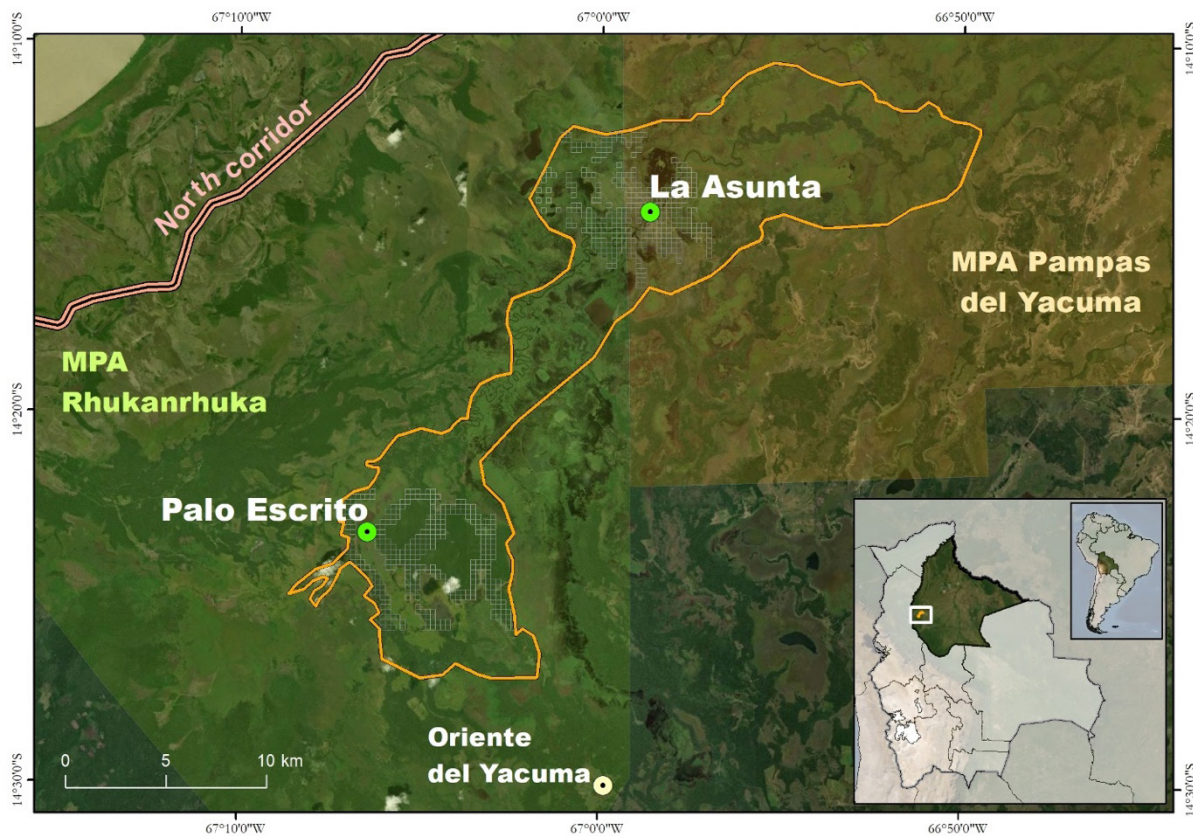 67°10'0"W
67°0'0"W
66°50'0"W
14°10'0"S
14°10'0"S
North corridor
La Asunta
MPA Pampas
del Yacuma
MPA
Rhukanrhuka
14°20'0"S
14°20'0"S
Palo Escrito
Oriente
del Yacuma
0 5 10 km
14°30'0"S
14°30'0"S
67°10'0"W
67°0'0"W
66°50'0"W